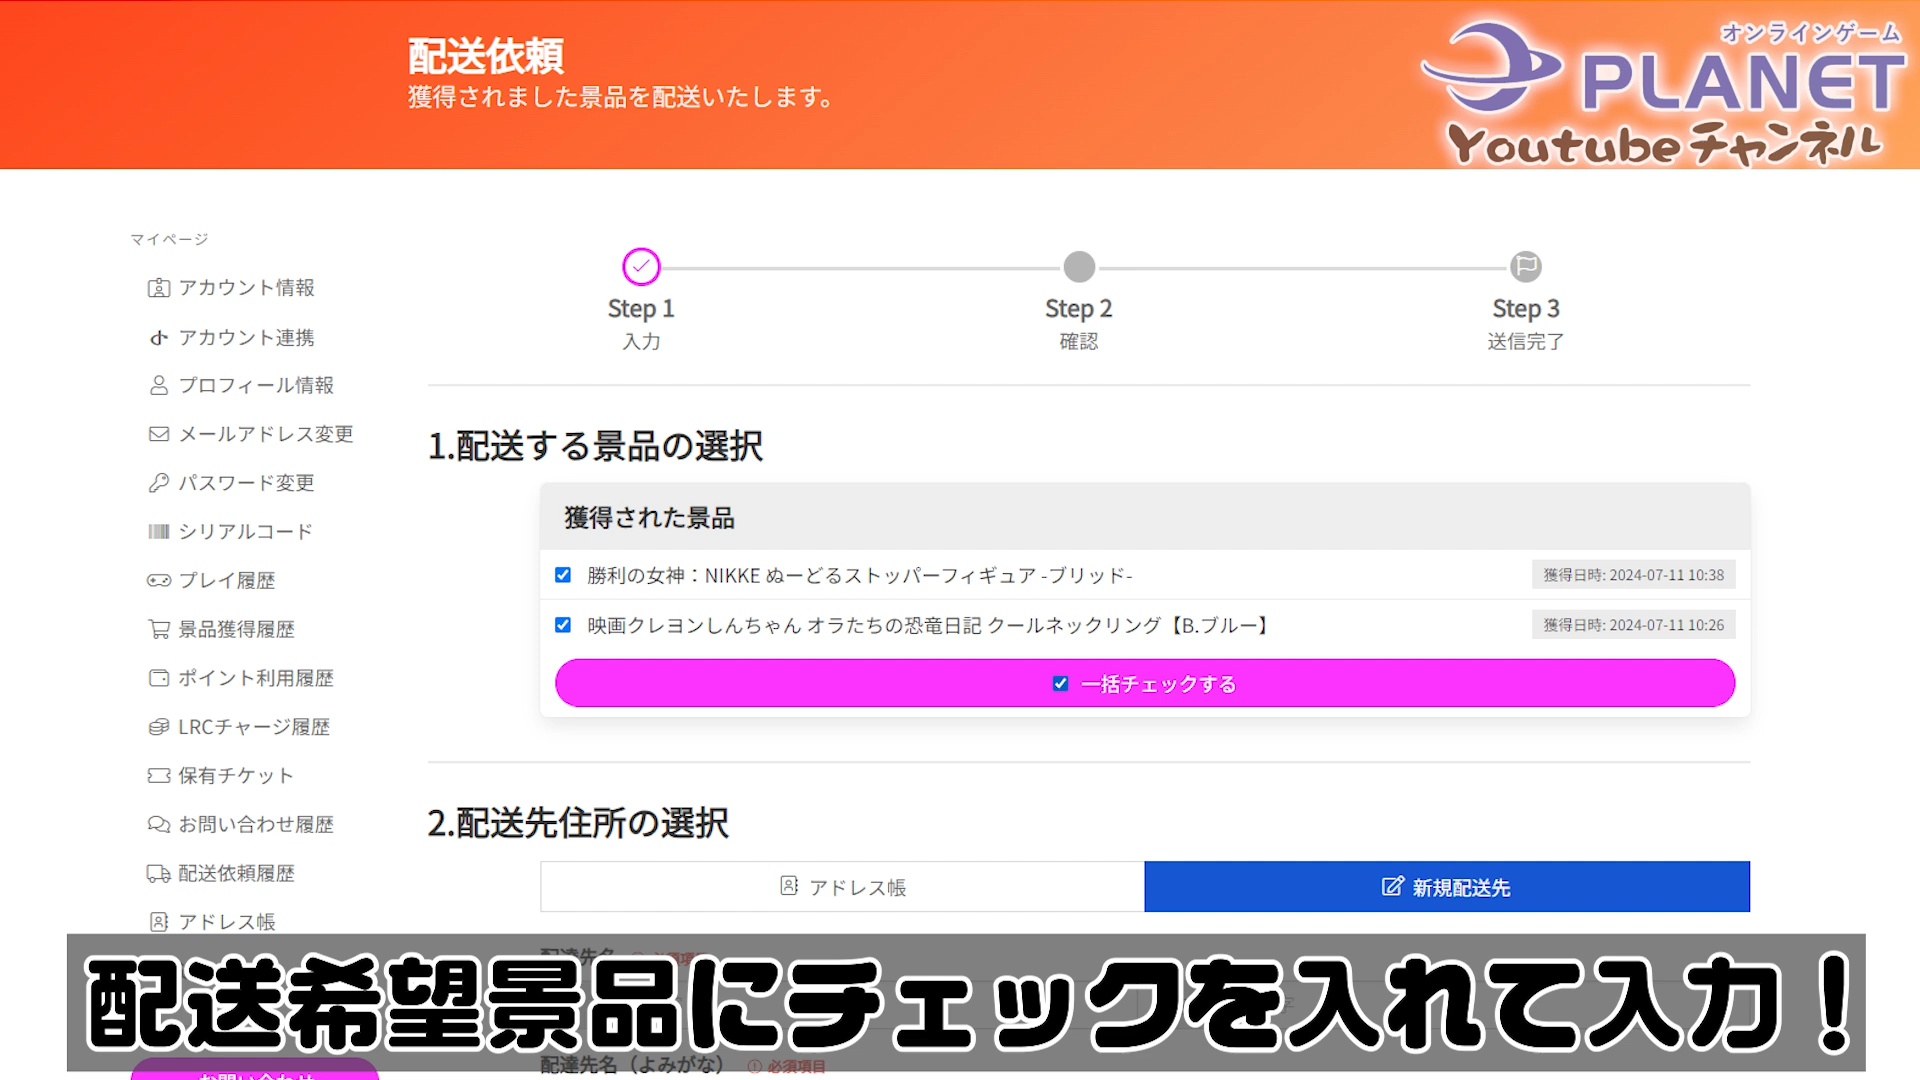 配送依頼
獲得されました景品を配送いたします。
オンラインゲーム
PLANET
Youtubeチャンネル
マイページ
アカウント情報
アカウント連携
プロフィール情報
メールアドレス変更
パスワード変更
シリアルコード
プレイ履歴
景品獲得履歴
ポイント利用履歴
LRCチャージ履歴
保有チケット
お問い合わせ履歴
配送依頼履歴
アドレス帳
Step 1
入力
Step 2
確認
Step 3
送信完了
1.配送する景品の選択
獲得された景品
勝利の女神：NIKKE ぬーどるストッパーフィギュア -ブリッド-
獲得日時: 2024-07-11 10:38
映画クレヨンしんちゃん オラたちの恐竜日記 クールネックリング【B.ブルー】
獲得日時: 2024-07-11 10:26
一括チェックする
2.配送先住所の選択
アドレス帳
新規配送先
配達先名 必須項目
配送希望景品にチェックを入れて入力！
配達先名（よみがな） 必須項目
お問い合わせ